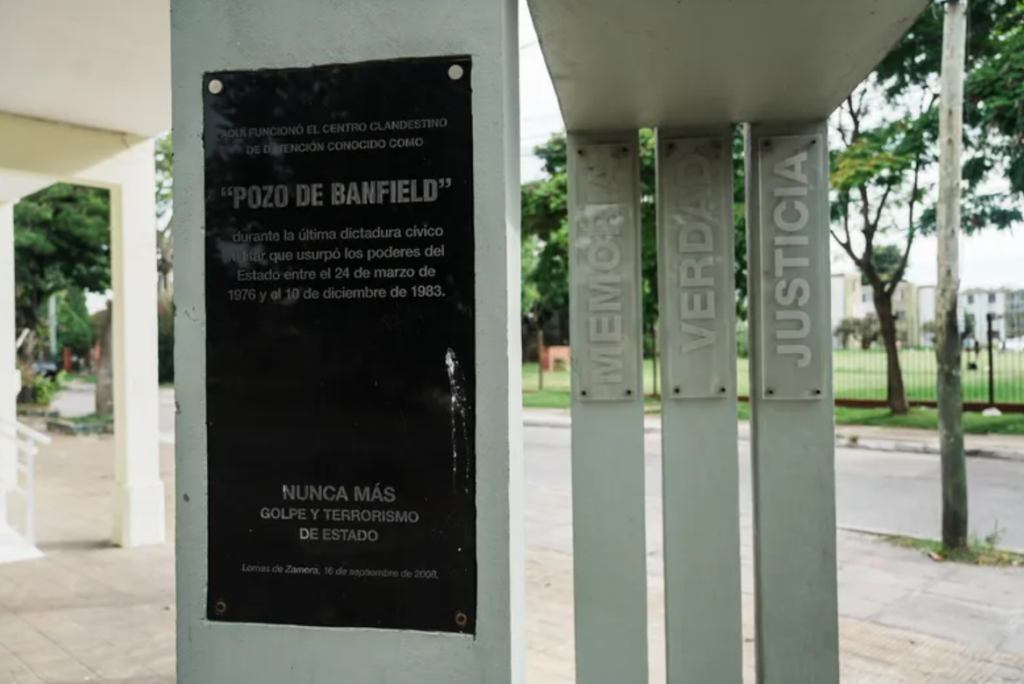 AQUÍ FUNCIONÓ EL CENTRO CLANDESTINO
DE DETENCIÓN CONOCIDO COMO
“POZO DE BANFIELD”
durante la última dictadura cívico
militar que usurpó los poderes del
Estado entre el 24 de marzo de
1976 y el 10 de diciembre de 1983.
NUNCA MÁS
GOLPE Y TERRORISMO
DE ESTADO
Lomas de Zamora, 16 de septiembre de 2008.
MEMORIA
VERDAD
JUSTICIA